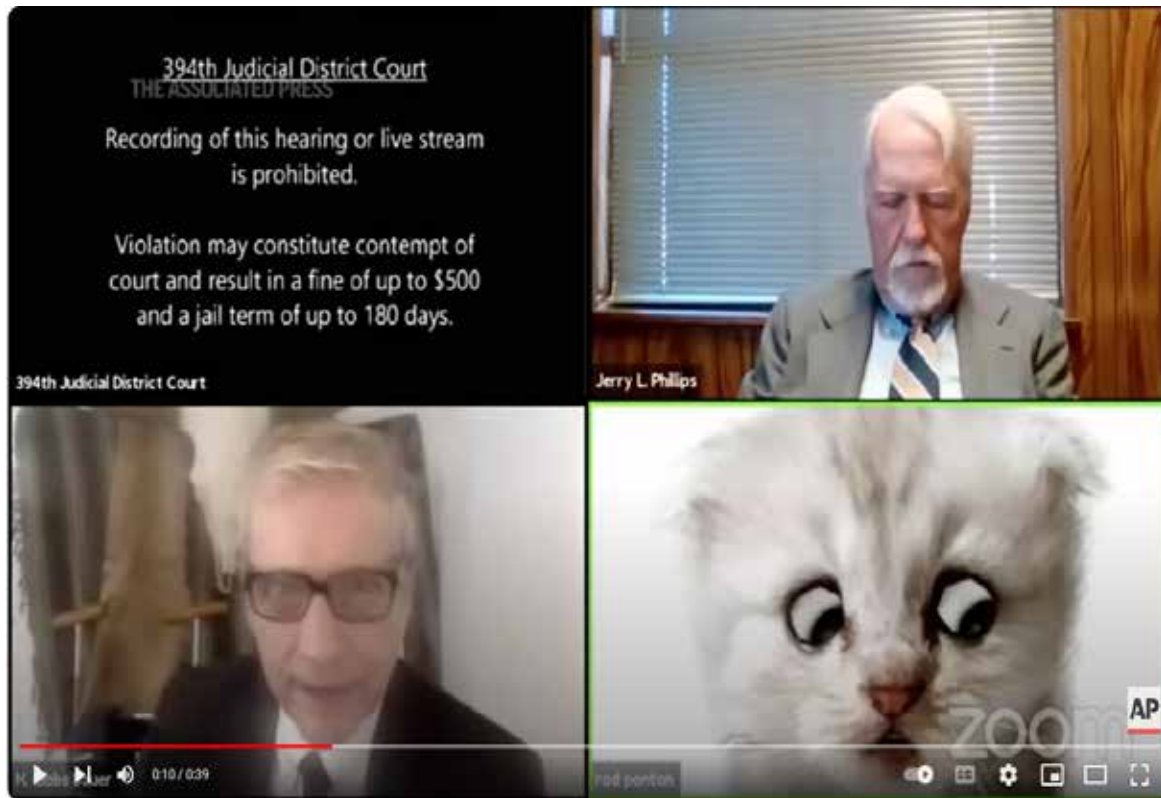 394th Judicial District Court
THE ASSOCIATED PRESS
Recording of this hearing or live stream
is prohibited.
Violation may constitute contempt of
court and result in a fine of up to $500
and a jail term of up to 180 days.
394th Judicial District Court
Jerry L. Phillips
zoom
AP
0:10 / 0:39
rod ponton